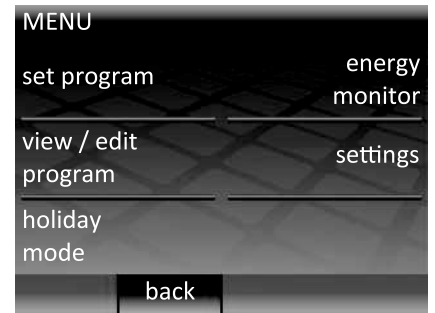 MENU
set program
energy
monitor
view / edit
program
settings
holiday
mode
back